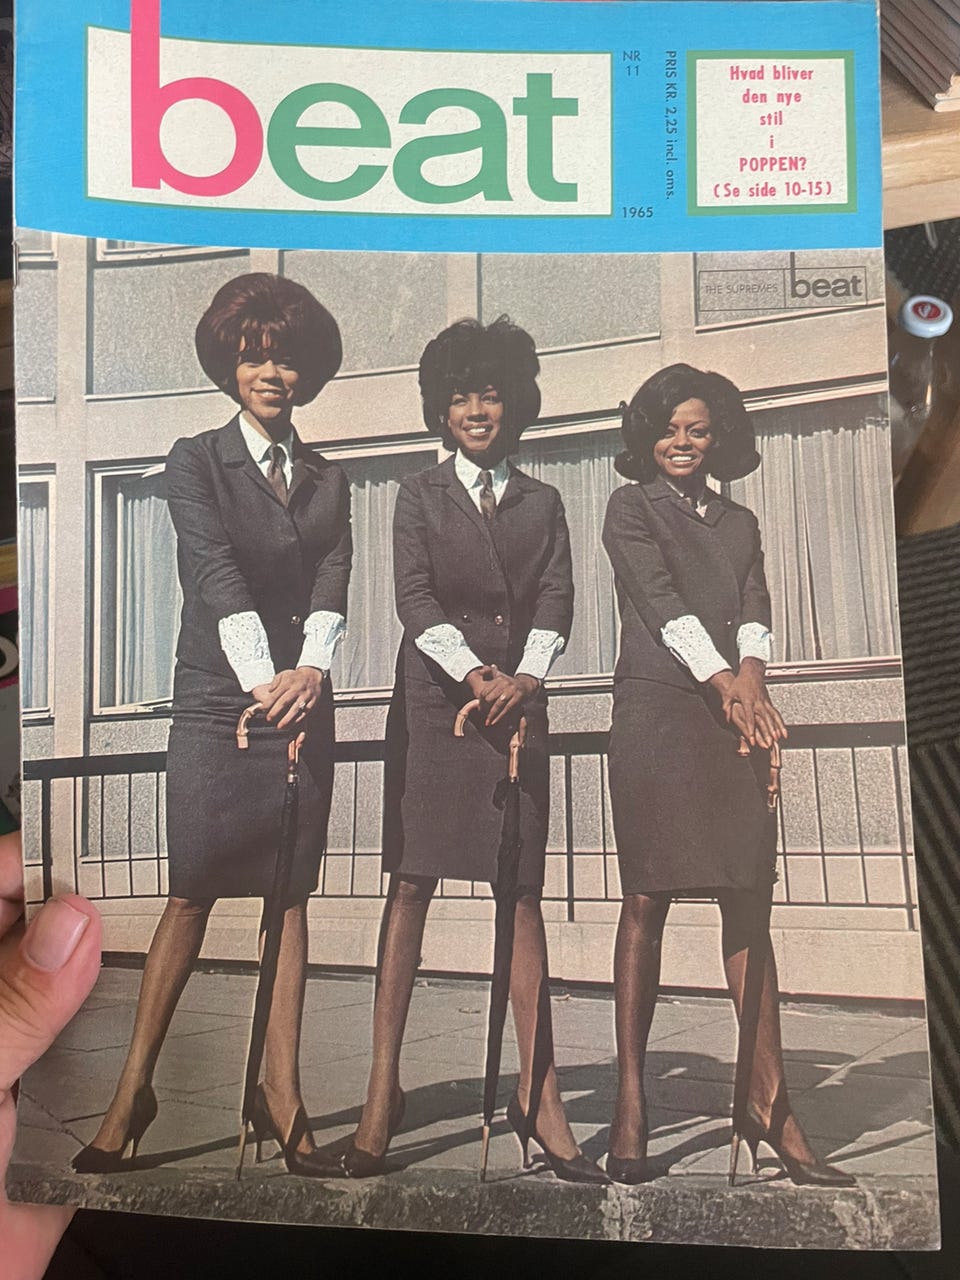 beat
NR
11
PRIS KR. 2,25 incl. oms.
1965
Hvad bliver
den nye
stil
i
POPPEN?
(Se side 10-15)
THE SUPREMES beat